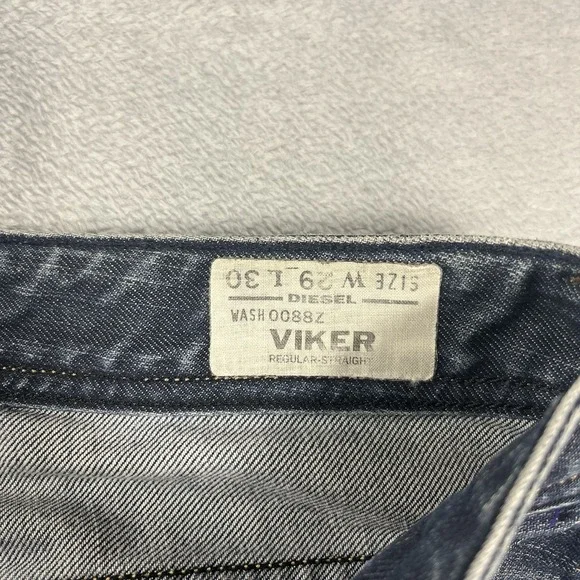 SIZE W 29 L 30
DIESEL
WASH 0088Z
VIKER
REGULAR-STRAIGHT